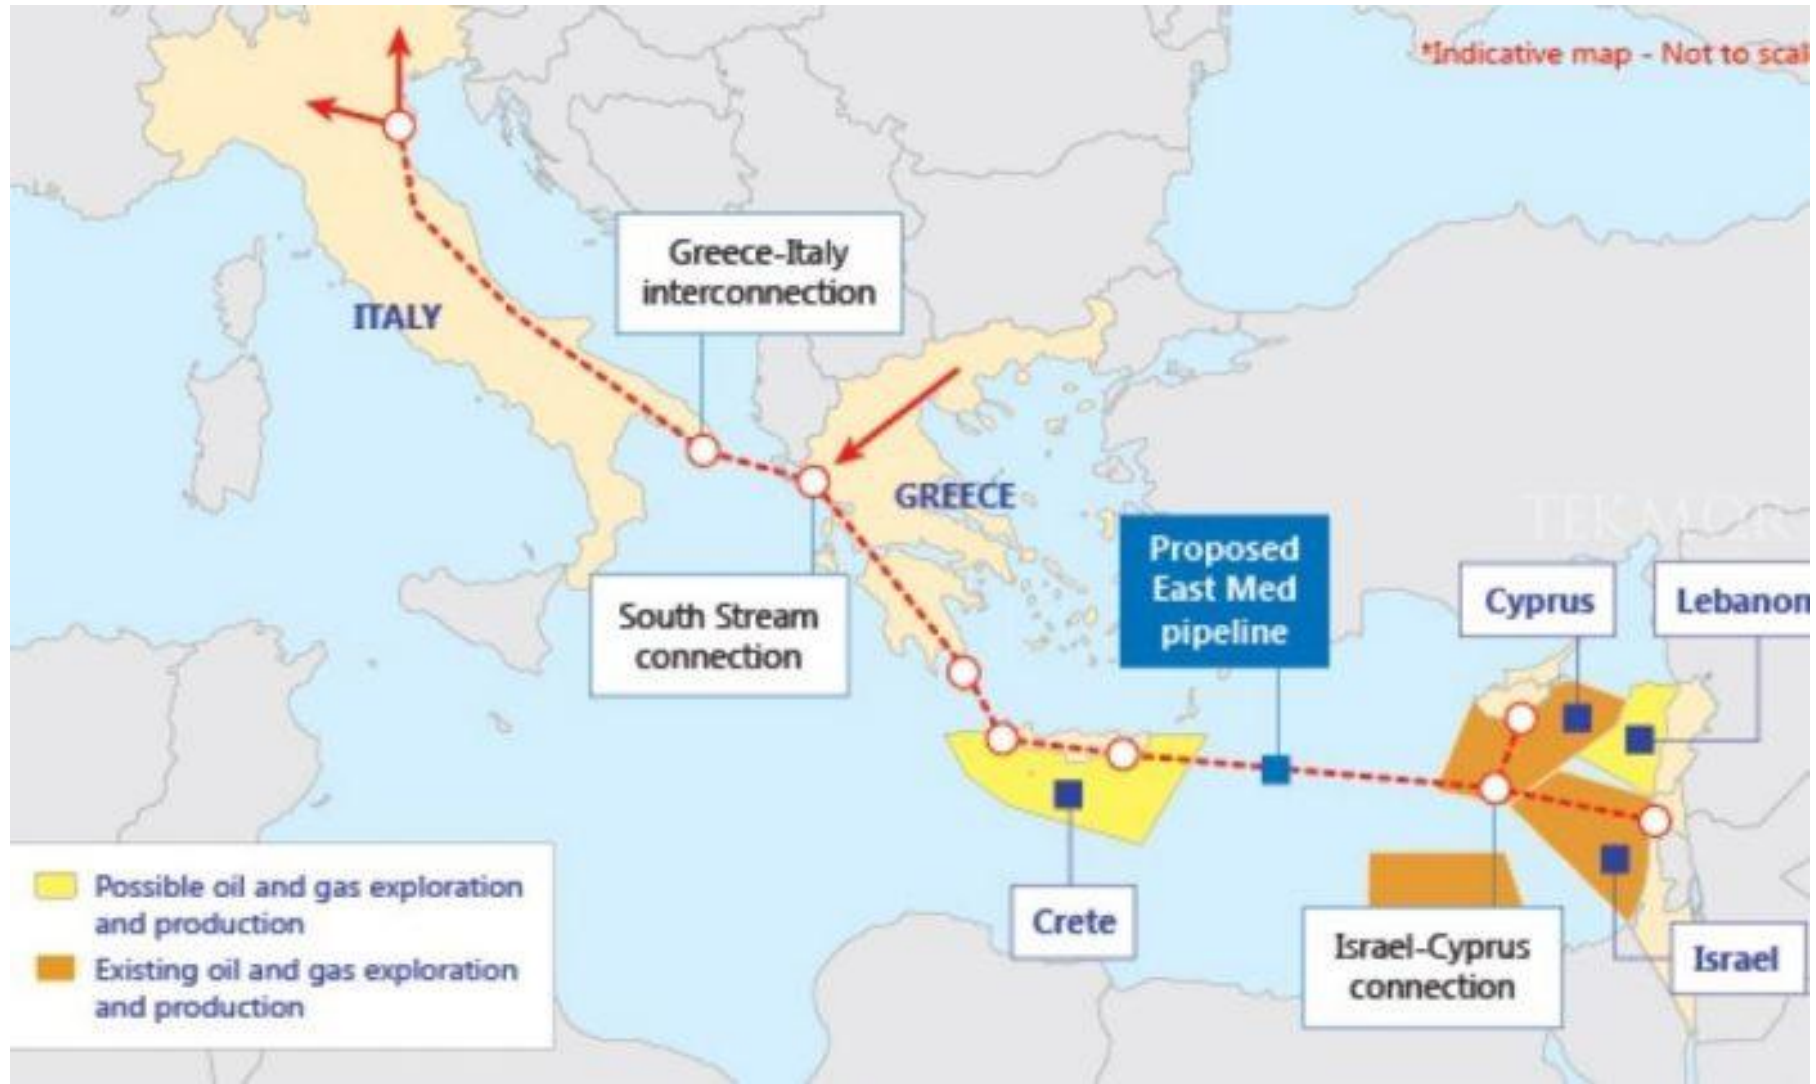 *Indicative map - Not to scal
Greece-Italy
interconnection
ITALY
GREECE
TEKMOR
Proposed
East Med
pipeline
Cyprus
Lebanon
South Stream
connection
Crete
Israel-Cyprus
connection
Israel
Possible oil and gas exploration
and production
Existing oil and gas exploration
and production